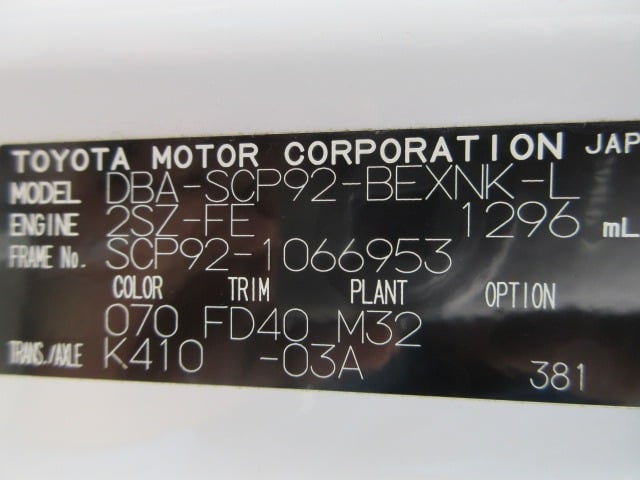 TOYOTA MOTOR CORPORATION JAP
MODEL DBA-SCP92-BEXNK-L
ENGINE 2SZ-FE 1296 mL
FRAME No. SCP92-1066953
COLOR TRIM PLANT OPTION
070 FD40 M32
TRANS./AXLE K410 -03A
381